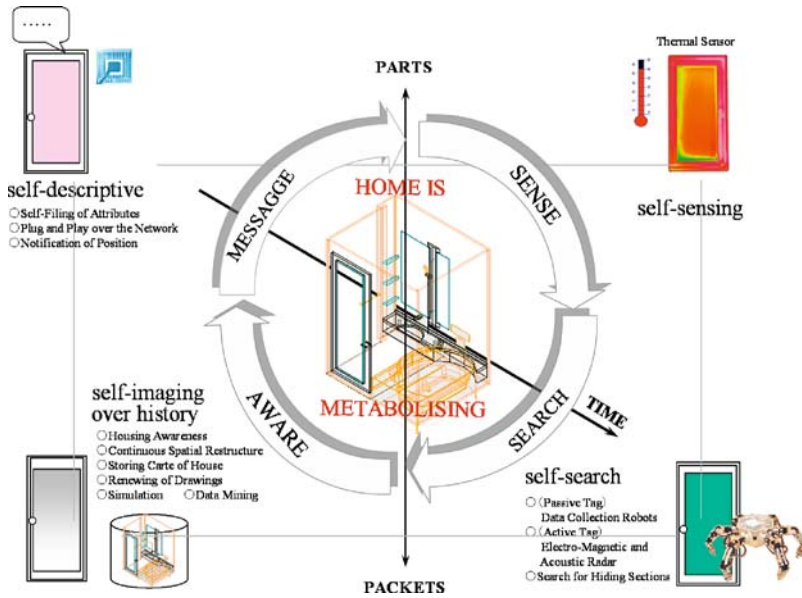 .....
PARTS
Thermal Sensor
MESSAGGE
HOME IS
SENSE
self-descriptive
○Self-Filing of Attributes
○Plug and Play over the Network
○Notification of Position
self-sensing
self-imaging
over history
○Housing Awareness
○Continuous Spatial Restructure
○Storing Carte of House
○Renewing of Drawings
○Simulation ○Data Mining
AWARE
METABOLISING
SEARCH
TIME
self-search
○(Passive Tag)
Data Collection Robots
○(Active Tag)
Electro-Magnetic and
Acoustic Radar
○Search for Hiding Sections
PACKETS